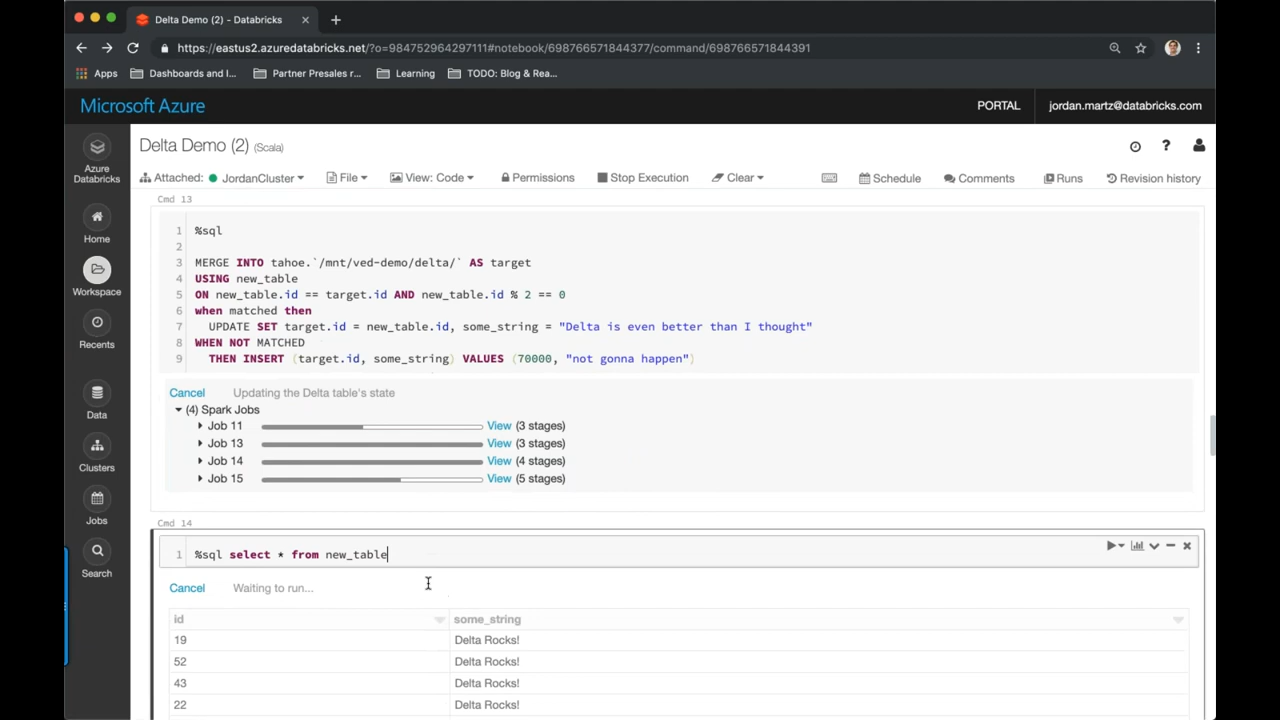 Delta Demo (2) - Databricks
https://eastus2.azuredatabricks.net/?o=984752964297111#notebook/698766571844377/command/698766571844391
Apps Dashboards and I... Partner Presales r... Learning TODO: Blog & Rea...
Microsoft Azure PORTAL jordan.martz@databricks.com
Azure
Databricks
Home
Workspace
Recents
Data
Clusters
Jobs
Search
Delta Demo (2) (Scala)
Attached: JordanCluster File View: Code Permissions Stop Execution Clear Schedule Comments Runs Revision history
Cmd 13
1 %sql
2
3 MERGE INTO tahoe.`/mnt/ved-demo/delta/` AS target
4 USING new_table
5 ON new_table.id == target.id AND new_table.id % 2 == 0
6 when matched then
7 UPDATE SET target.id = new_table.id, some_string = "Delta is even better than I thought"
8 WHEN NOT MATCHED
9 THEN INSERT (target.id, some_string) VALUES (70000, "not gonna happen")
Cancel Updating the Delta table's state
(4) Spark Jobs
Job 11 View (3 stages)
Job 13 View (3 stages)
Job 14 View (4 stages)
Job 15 View (5 stages)
Cmd 14
1 %sql select * from new_table
Cancel Waiting to run...
id some_string
19 Delta Rocks!
52 Delta Rocks!
43 Delta Rocks!
22 Delta Rocks!